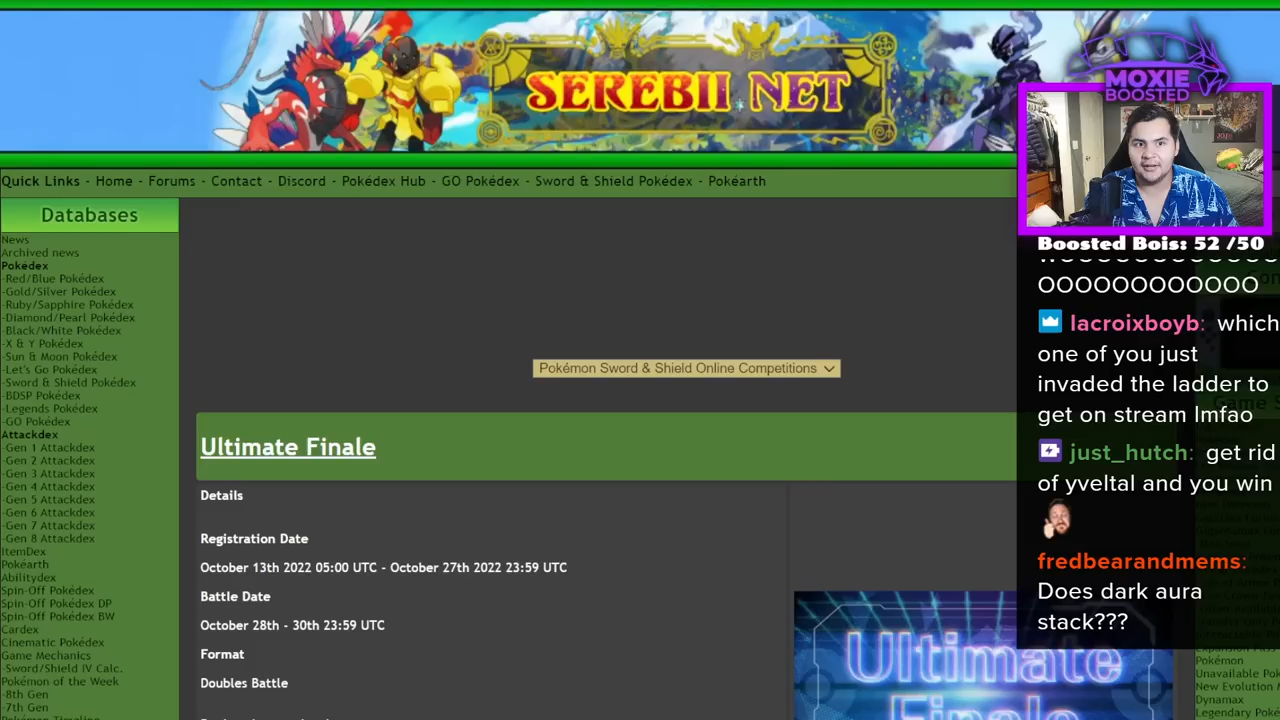 SEREBII.NET
MOXIE
BOOSTED
Quick Links - Home - Forums - Contact - Discord - Pokédex Hub - GO Pokédex - Sword & Shield Pokédex - Pokéarth
Databases
News
Archived news
Pokédex
-Red/Blue Pokédex
-Gold/Silver Pokédex
-Ruby/Sapphire Pokédex
-Diamond/Pearl Pokédex
-Black/White Pokédex
-X & Y Pokédex
-Sun & Moon Pokédex
-Let's Go Pokédex
-Sword & Shield Pokédex
-BDSP Pokédex
-Legends Pokédex
-GO Pokédex
Attackdex
-Gen 1 Attackdex
-Gen 2 Attackdex
-Gen 3 Attackdex
-Gen 4 Attackdex
-Gen 5 Attackdex
-Gen 6 Attackdex
-Gen 7 Attackdex
-Gen 8 Attackdex
ItemDex
Pokéarth
Abilitydex
Spin-Off Pokédex
Spin-Off Pokédex DP
Spin-Off Pokédex BW
Cardex
Cinematic Pokédex
Game Mechanics
-Sword/Shield IV Calc.
Pokémon of the Week
-8th Gen
-7th Gen
Pokémon Sword & Shield Online Competitions
Ultimate Finale
Details
Registration Date
October 13th 2022 05:00 UTC - October 27th 2022 23:59 UTC
Battle Date
October 28th - 30th 23:59 UTC
Format
Doubles Battle
Ultimate
Finale
Boosted Bois: 52 /50
OOOOOOOOOOOO
lacroixboyb: which
one of you just
invaded the ladder to
get on stream lmfao
just_hutch: get rid
of yveltal and you win
fredbearandmems:
Does dark aura
stack???
Pokémon
Unavailable Pok
New Evolution
Dynamax
Legendary Poké